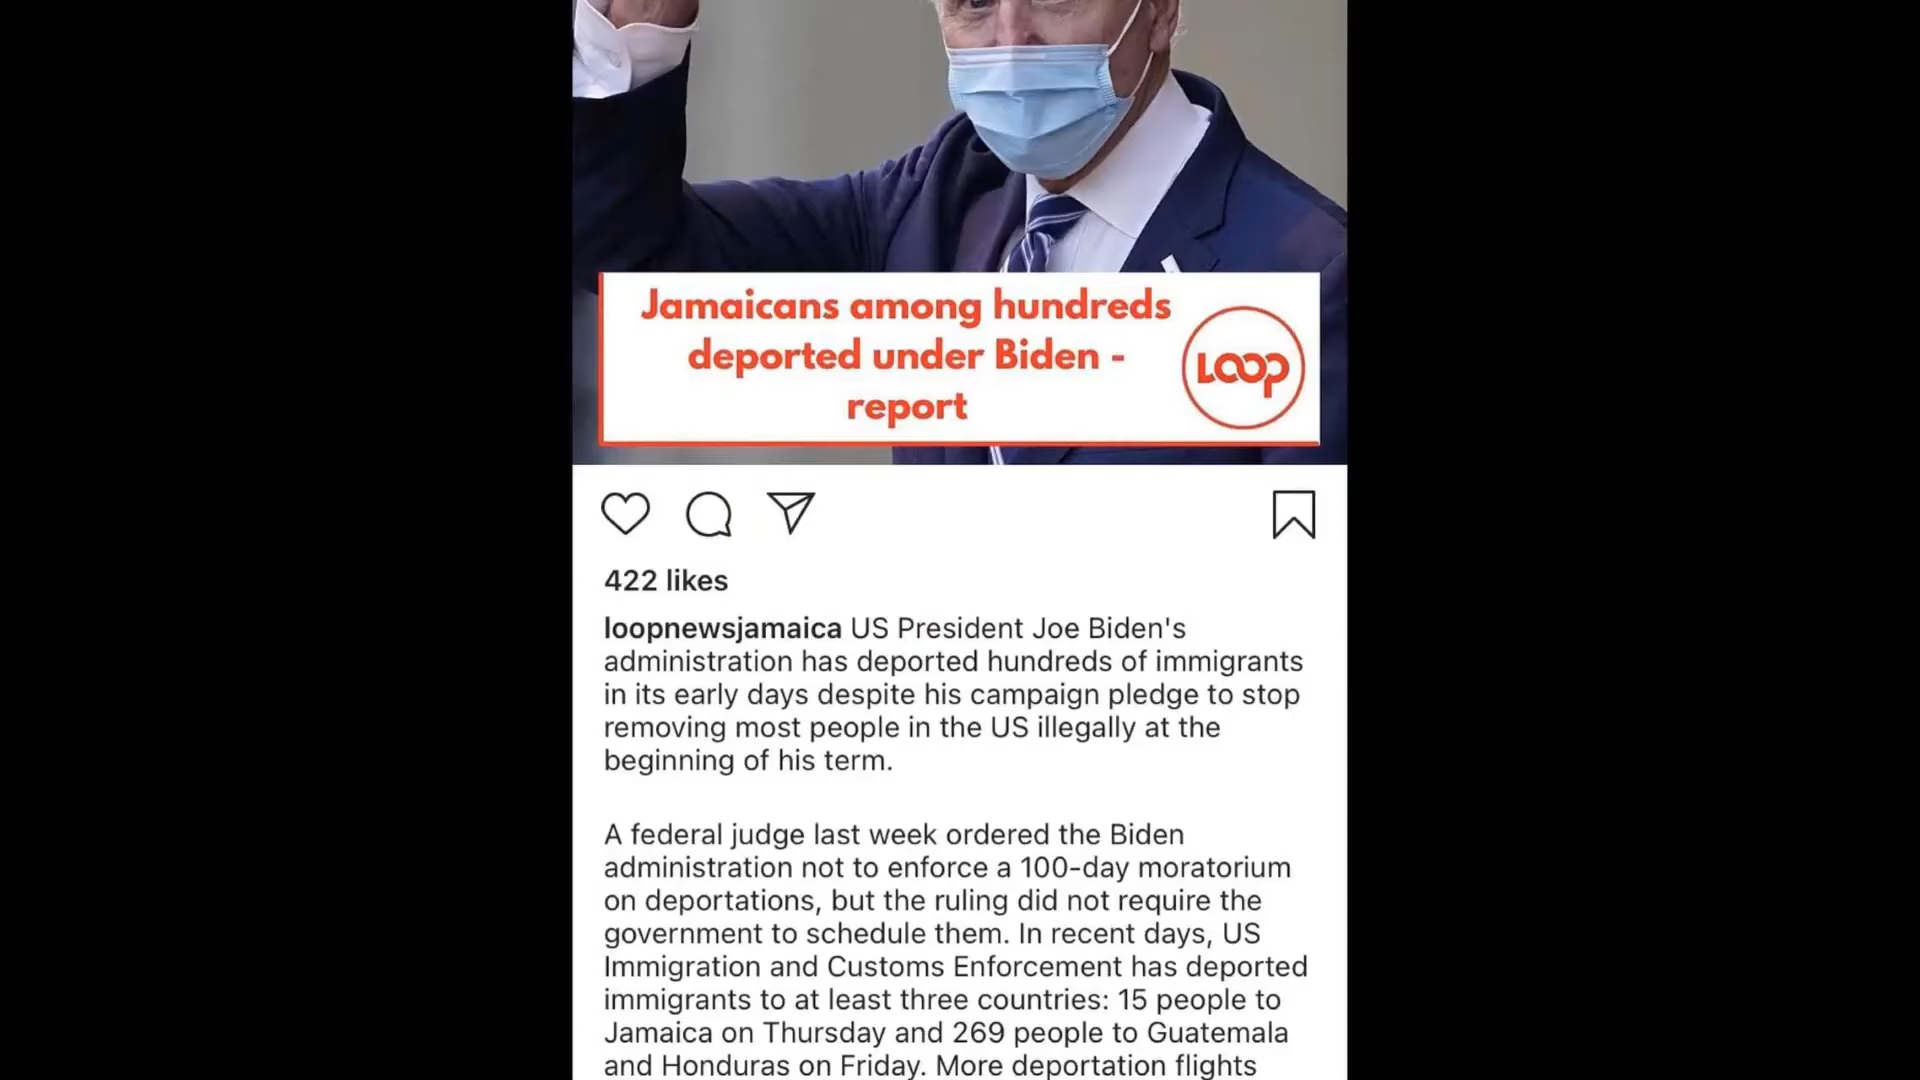 Jamaicans among hundreds
deported under Biden -
report
LOOP
422 likes
loopnewsjamaica US President Joe Biden's
administration has deported hundreds of immigrants
in its early days despite his campaign pledge to stop
removing most people in the US illegally at the
beginning of his term.
A federal judge last week ordered the Biden
administration not to enforce a 100-day moratorium
on deportations, but the ruling did not require the
government to schedule them. In recent days, US
Immigration and Customs Enforcement has deported
immigrants to at least three countries: 15 people to
Jamaica on Thursday and 269 people to Guatemala
and Honduras on Friday. More deportation flights